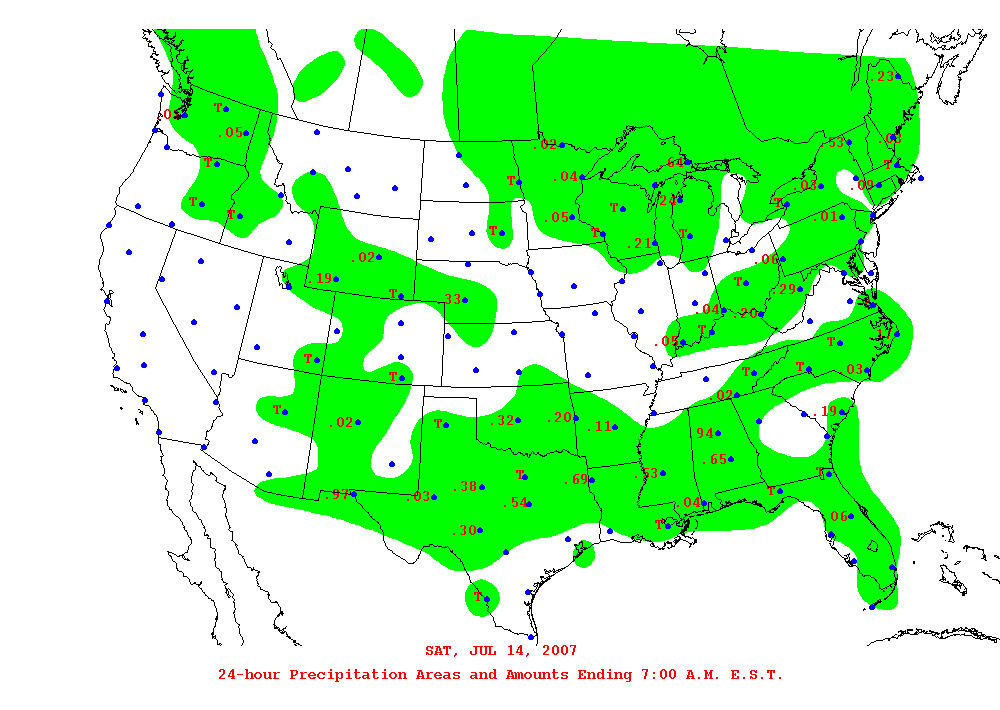 .23
T
.05
.02
.53
.03
.64
T
T
.04
T
.03
.09
T
.24
T
.05
.01
T
T
T
T
.21
.02
.06
.19
T
.29
T
.33
.04
.20
T
.17
.05
T
T
T
T
.03
T
.02
T
.19
.02
T
.32
.20
.11
.94
.65
.53
T
T
.38
.69
T
.97
.03
.54
.04
.06
T
.30
T
SAT, JUL 14, 2007
24-hour Precipitation Areas and Amounts Ending 7:00 A.M. E.S.T.